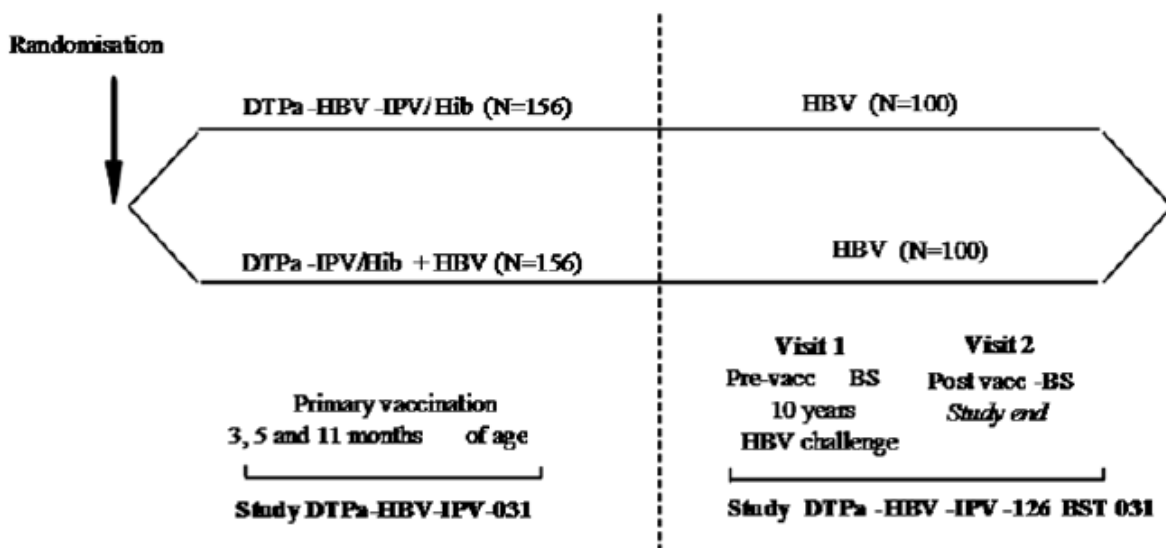 Randomisation
DTPa -HBV -IPV/Hib (N=156)
HBV (N=100)
DTPa -IPV/Hib + HBV (N=156)
HBV (N=100)
Primary vaccination
3, 5 and 11 months of age
Study DTPa-HBV-IPV-031
Visit 1
Pre-vacc BS
10 years
HBV challenge
Visit 2
Post vacc -BS
Study end
Study DTPa -HBV -IPV -126 BST 031